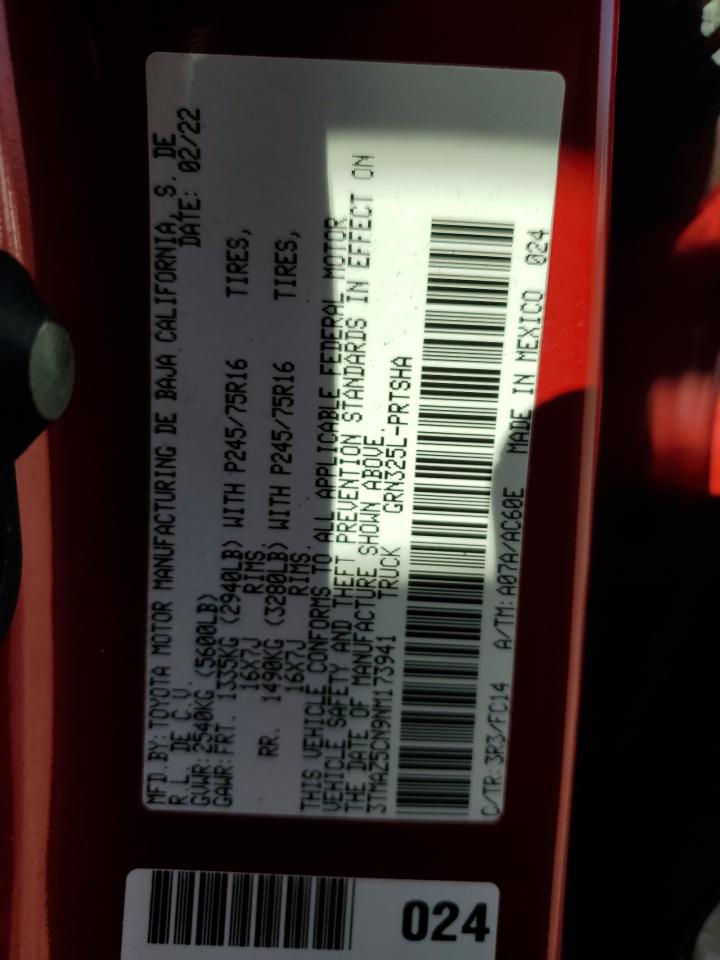 MFD.BY: TOYOTA MOTOR MANUFACTURING DE BAJA CALIFORNIA, S. DE
R.L. DE C.V. DATE: 02/22
GVWR: 2540KG (5600LB)
GAWR: FRT. 1335KG (2940LB) WITH P245/75R16 TIRES,
16X7J RIMS.
RR. 1490KG (3280LB) WITH P245/75R16 TIRES,
16X7J RIMS.
THIS VEHICLE CONFORMS TO ALL APPLICABLE FEDERAL MOTOR
VEHICLE SAFETY AND THEFT PREVENTION STANDARDS IN EFFECT ON
THE DATE OF MANUFACTURE SHOWN ABOVE.
3TMAZ5CN9NM173941 TRUCK GRN325L-PRTSHA
C/TR: 3R3/FC14 A/TM: A07A/AC60E MADE IN MEXICO 024
024